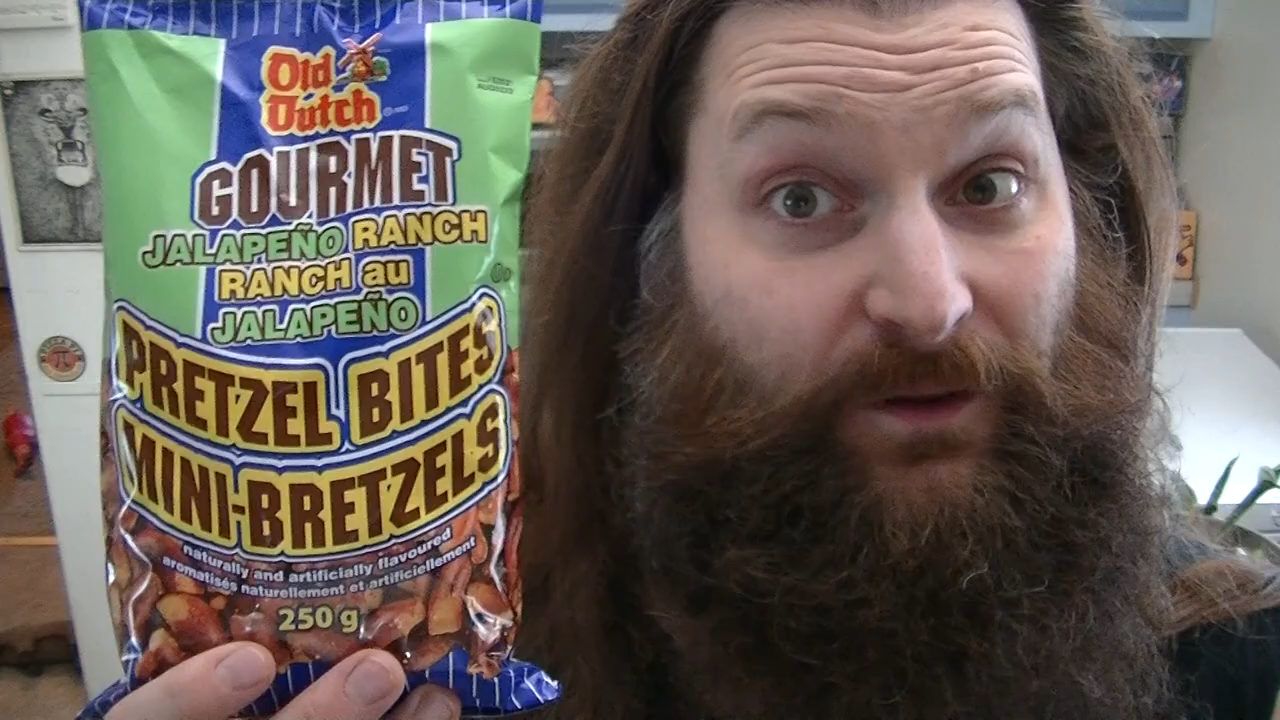 Old
Dutch
GOURMET
JALAPEÑO RANCH
RANCH au
JALAPEÑO
PRETZEL BITES
MINI-BRETZELS
naturally and artificially flavoured
aromatisés naturellement et artificiellement
250 g